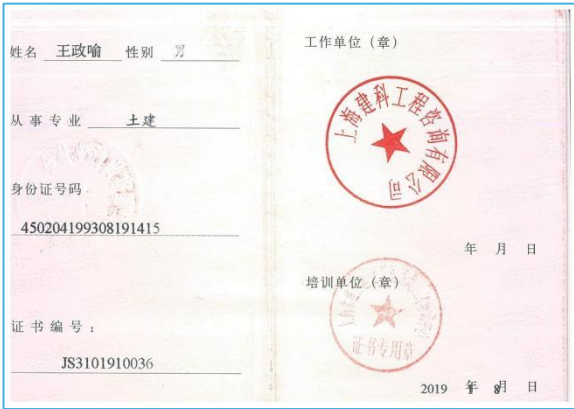 姓名 王政喻 性别 男
从事专业 土建
身份证号码
450204199308191415
证书编号:
JS3101910036
工作单位(章)
上海建科工程咨询有限公司
年 月 日
培训单位(章)
证书专用章
2019 年 1 月 8 日